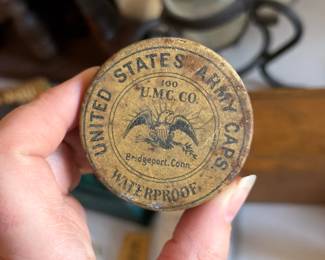 UNITED STATES ARMY CAPS
100
U.M.C. CO.
Bridgeport, Conn.
WATERPROOF.